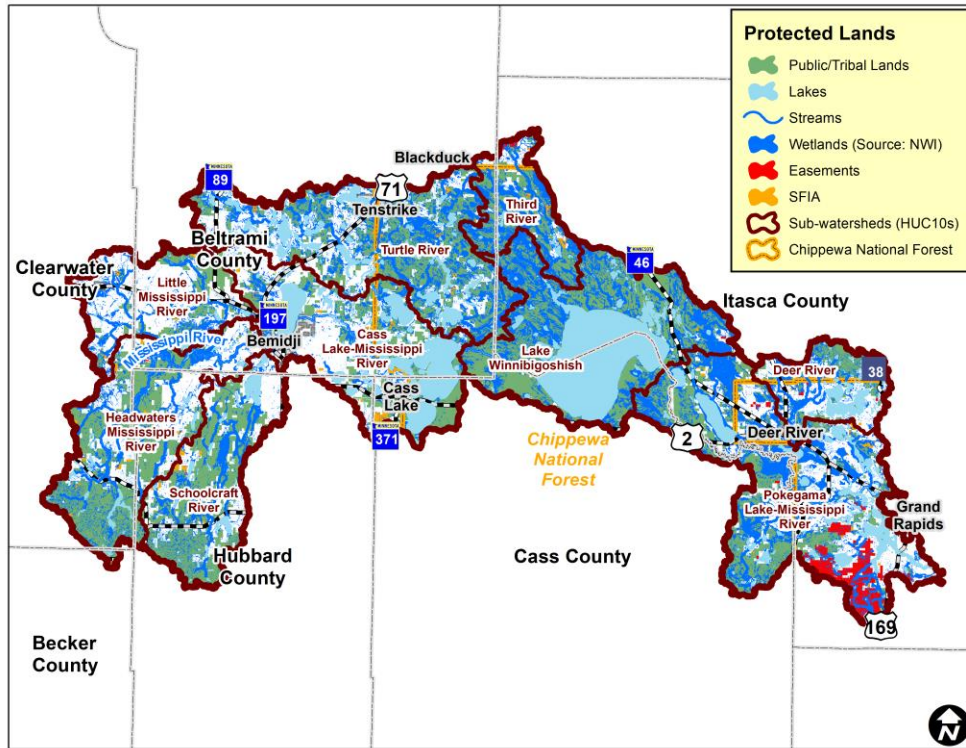 Protected Lands
Public/Tribal Lands
Lakes
Streams
Wetlands (Source: NWI)
Easements
SFIA
Sub-watersheds (HUC10s)
Chippewa National Forest
Blackduck
MINNESOTA
89
71
Tenstrike
Third
River
Beltrami
County
Turtle River
MINNESOTA
46
Clearwater
County
Little
Mississippi
River
Itasca County
MINNESOTA
197
Mississippi River
Bemidji
Cass
Lake-Mississippi
River
Lake
Winnibigoshish
Deer River
38
Cass
Lake
Headwaters
Mississippi
River
MINNESOTA
371
2
Deer River
Chippewa
National
Forest
Schoolcraft
River
Pokegama
Lake-Mississippi
River
Grand
Rapids
Hubbard
County
Cass County
169
Becker
County
N